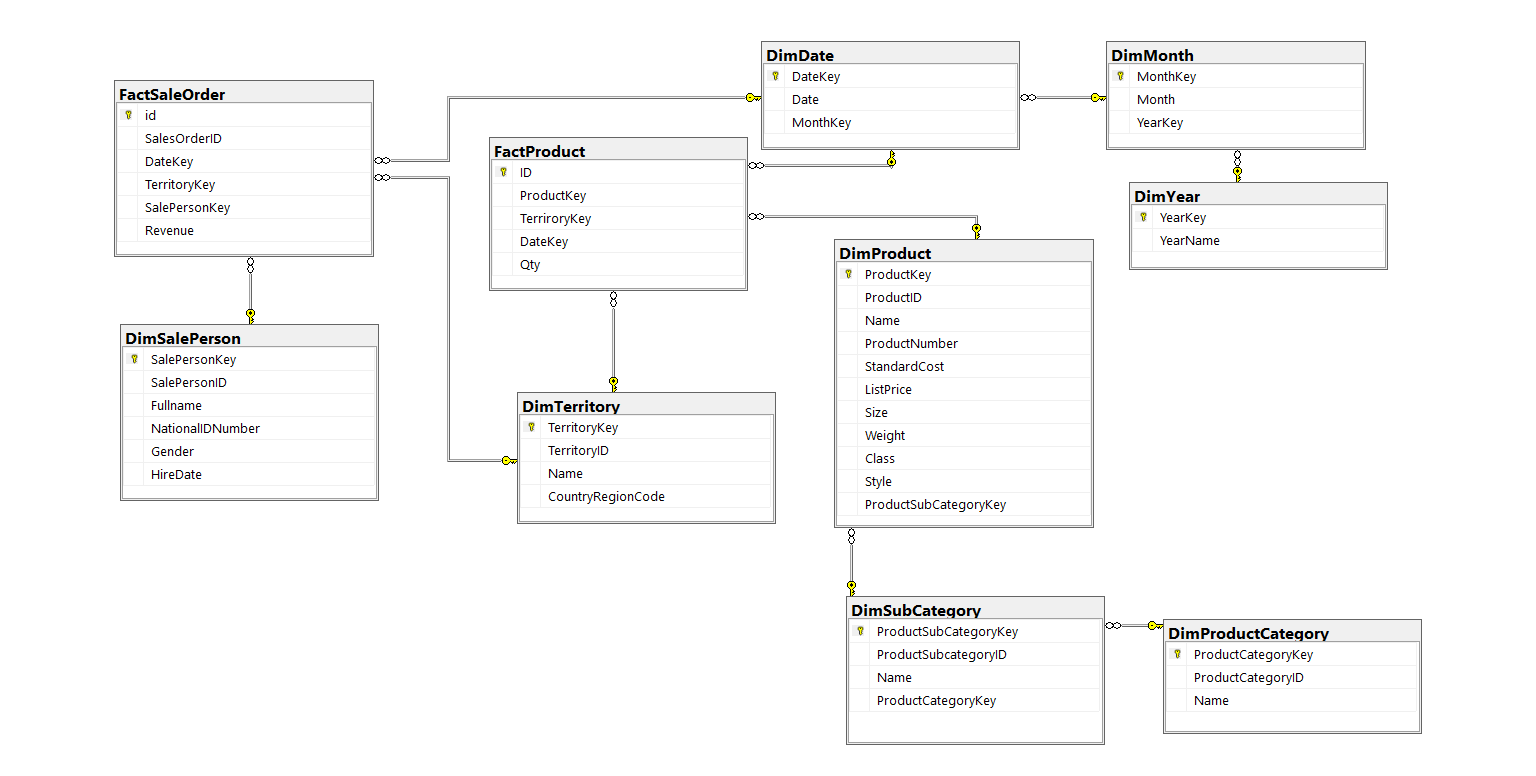 FactSaleOrder
id
SalesOrderID
DateKey
TerritoryKey
SalePersonKey
Revenue
DimSalePerson
SalePersonKey
SalePersonID
Fullname
NationalIDNumber
Gender
HireDate
FactProduct
ID
ProductKey
TerriroryKey
DateKey
Qty
DimTerritory
TerritoryKey
TerritoryID
Name
CountryRegionCode
DimDate
DateKey
Date
MonthKey
DimMonth
MonthKey
Month
YearKey
DimYear
YearKey
YearName
DimProduct
ProductKey
ProductID
Name
ProductNumber
StandardCost
ListPrice
Size
Weight
Class
Style
ProductSubCategoryKey
DimSubCategory
ProductSubCategoryKey
ProductSubcategoryID
Name
ProductCategoryKey
DimProductCategory
ProductCategoryKey
ProductCategoryID
Name